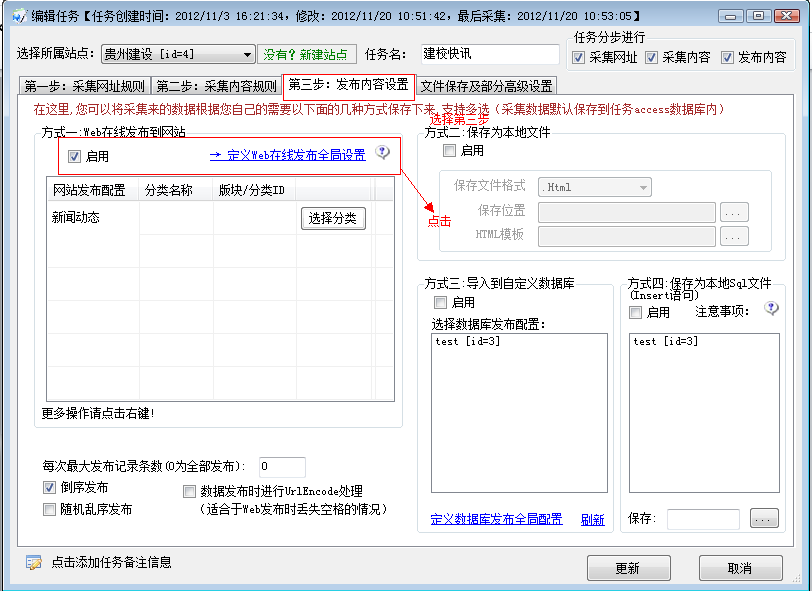 编辑任务【任务创建时间: 2012/11/3 16:21:34,修改: 2012/11/20 10:51:42,最后采集: 2012/11/20 10:53:05】
任务分步进行
选择所属站点: 贵州建设 [id=4] 没有?新建站点 任务名: 建校快讯 采集网址 采集内容 发布内容
第一步: 采集网址规则 第二步: 采集内容规则 第三步: 发布内容设置 文件保存及部分高级设置
在这里,您可以将采集来的数据根据您自己的需要以下面的几种方式保存下来,支持多选(采集数据默认保存到任务access数据库内)
选择第三步
方式一:Web在线发布到网站
启用 → 定义Web在线发布全局设置
网站发布配置 分类名称 版块/分类ID
新闻动态 选择分类
更多操作请点击右键!
每次最大发布记录条数(0为全部发布): 0
倒序发布
随机乱序发布
数据发布时进行UrlEncode处理
(适合于Web发布时丢失空格的情况)
方式二:保存为本地文件
启用
保存文件格式 .Html
点击
保存位置 ...
HTML模板 ...
方式三:导入到自定义数据库
启用
选择数据库发布配置:
test [id=3]
定义数据库发布全局配置 刷新
方式四:保存为本地Sql文件
(Insert语句)
启用 注意事项:
test [id=3]
保存: ...
点击添加任务备注信息
更新 取消